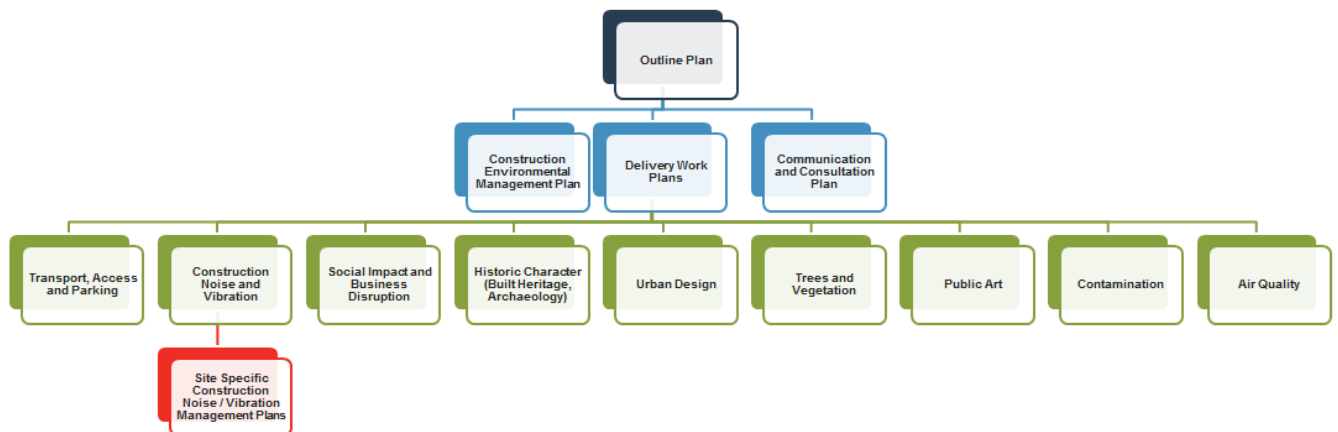 Outline Plan
Construction
Environmental
Management Plan
Delivery Work
Plans
Communication
and Consultation
Plan
Transport, Access
and Parking
Construction
Noise and
Vibration
Social Impact and
Business
Disruption
Historic Character
(Built Heritage,
Archaeology)
Urban Design
Trees and
Vegetation
Public Art
Contamination
Air Quality
Site Specific
Construction
Noise / Vibration
Management Plans